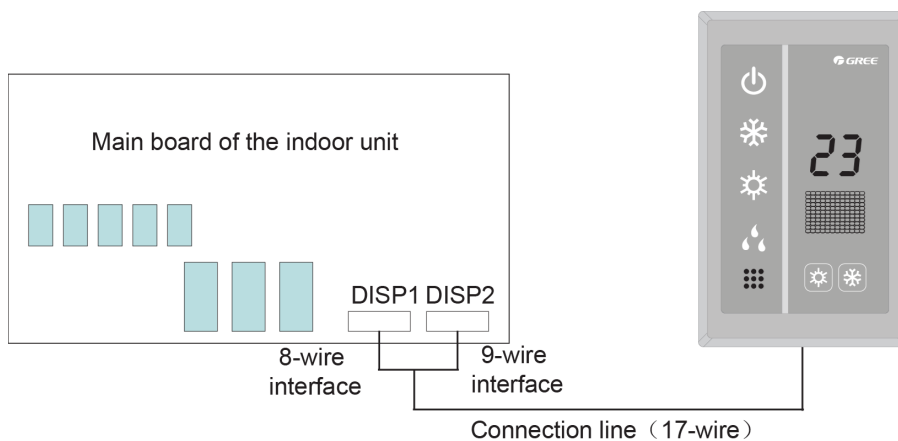 GREE
Main board of the indoor unit
23
DISP1 DISP2
8-wire
interface
9-wire
interface
Connection line（17-wire）